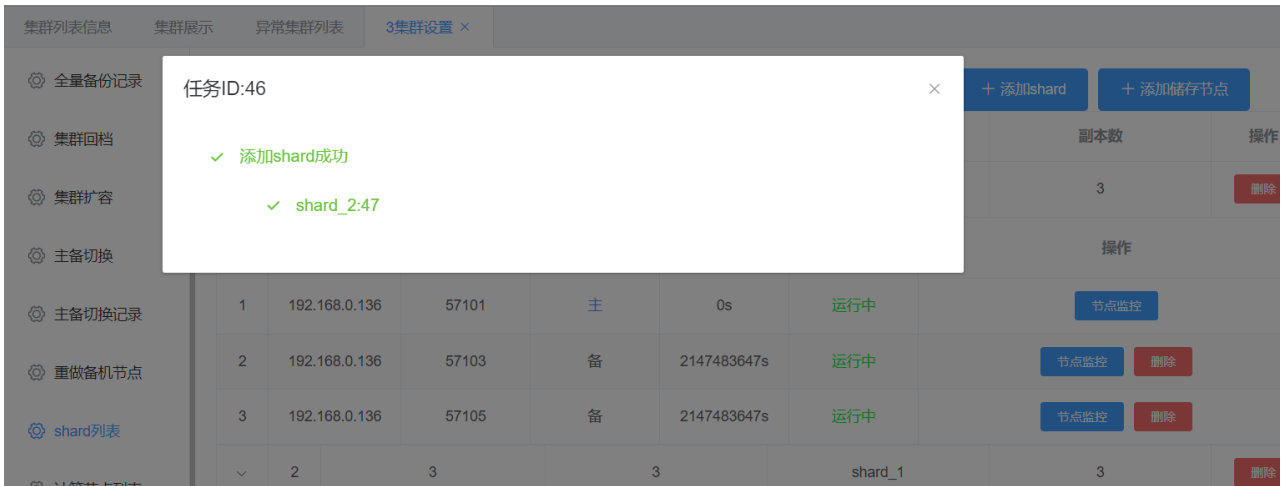 集群列表信息 集群展示 异常集群列表 3集群设置 ×
全量备份记录
任务ID:46
+ 添加shard + 添加储存节点
集群回档
副本数 操作
添加shard成功
集群扩容
shard_2:47
3 删除
主备切换
操作
主备切换记录
1 192.168.0.136 57101 主 0s 运行中 节点监控
重做备机节点
2 192.168.0.136 57103 备 2147483647s 运行中 节点监控 删除
shard列表
3 192.168.0.136 57105 备 2147483647s 运行中 节点监控 删除
2 3 3 shard_1 3 删除